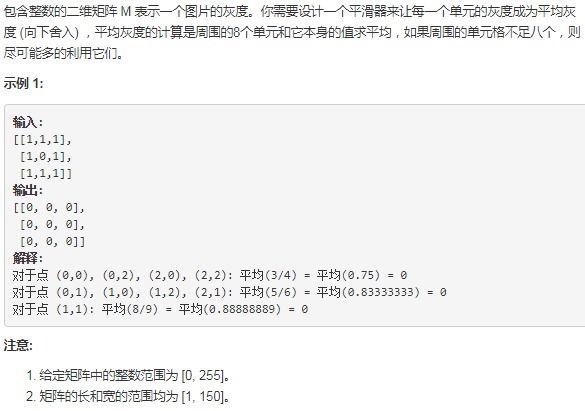 包含整数的二维矩阵 M 表示一个图片的灰度。你需要设计一个平滑器来让每一个单元的灰度成为平均灰
度 (向下舍入) ，平均灰度的计算是周围的8个单元和它本身的值求平均，如果周围的单元格不足八个，则
尽可能多的利用它们。
示例 1:
输入:
[[1,1,1],
 [1,0,1],
 [1,1,1]]
输出:
[[0, 0, 0],
 [0, 0, 0],
 [0, 0, 0]]
解释:
对于点 (0,0), (0,2), (2,0), (2,2): 平均(3/4) = 平均(0.75) = 0
对于点 (0,1), (1,0), (1,2), (2,1): 平均(5/6) = 平均(0.83333333) = 0
对于点 (1,1): 平均(8/9) = 平均(0.88888889) = 0
注意:
1. 给定矩阵中的整数范围为 [0, 255]。
2. 矩阵的长和宽的范围均为 [1, 150]。